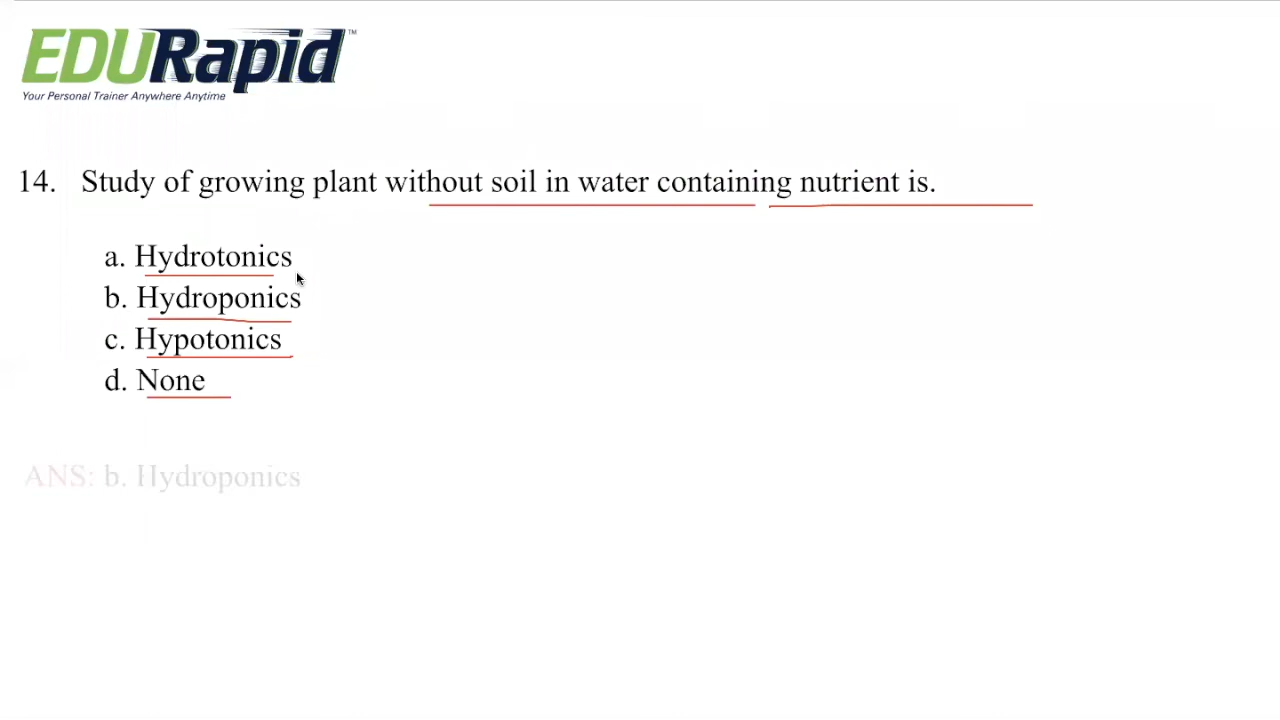 EDURapid™
Your Personal Trainer Anywhere Anytime
14. Study of growing plant without soil in water containing nutrient is.
a. Hydrotonics
b. Hydroponics
c. Hypotonics
d. None
ANS: b. Hydroponics